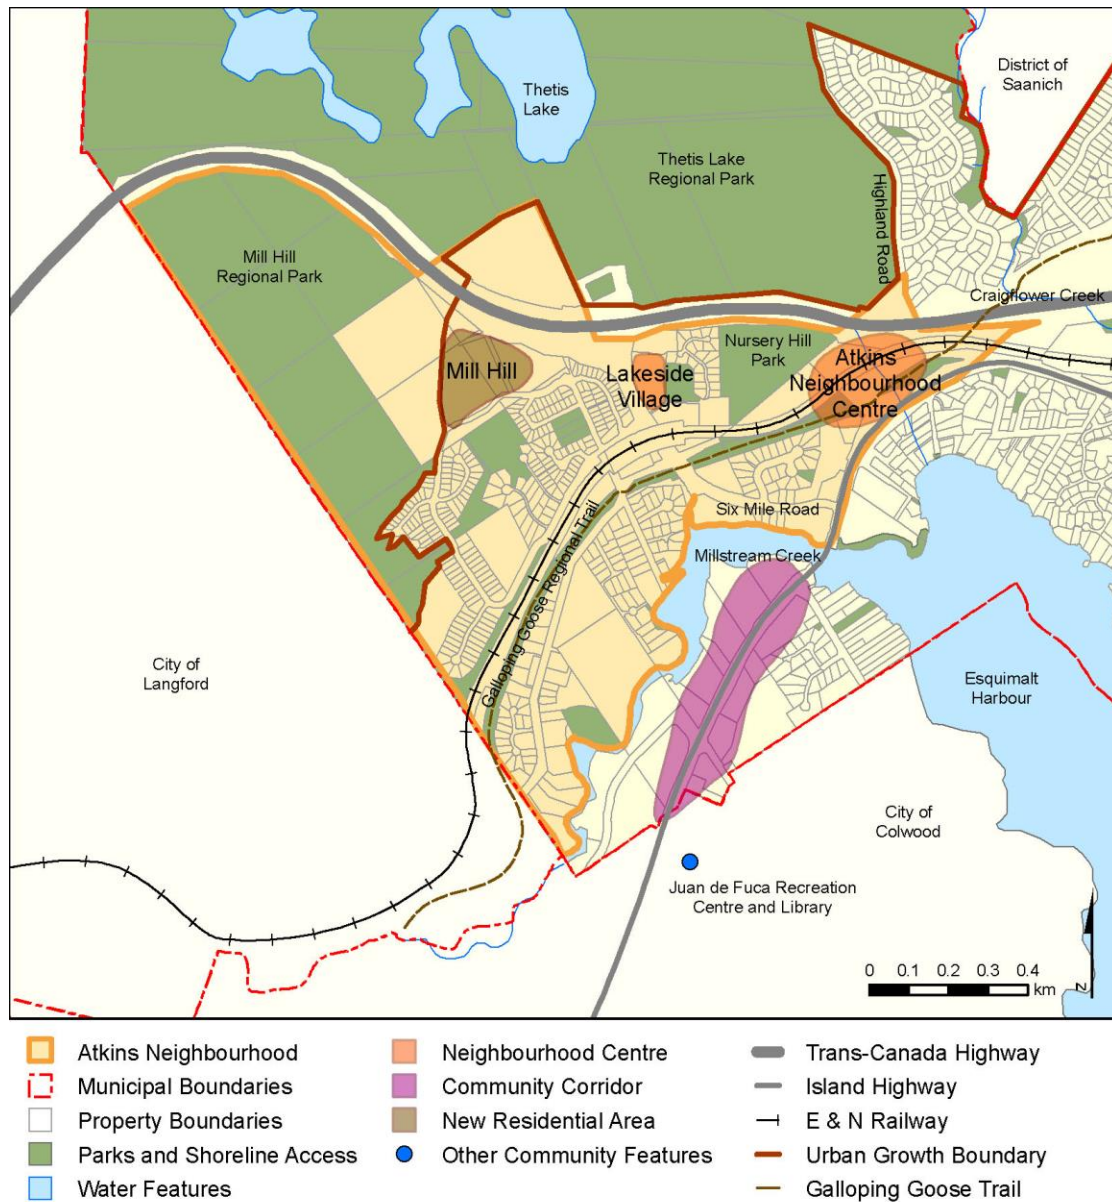 Thetis
Lake
District of
Saanich
Thetis Lake
Regional Park
Highland Road
Mill Hill
Regional Park
Craigflower Creek
Nursery Hill
Park
Mill Hill
Lakeside
Village
Atkins
Neighbourhood
Centre
Six Mile Road
Galloping Goose Regional Trail
Millstream Creek
City of
Langford
Esquimalt
Harbour
City of
Colwood
Juan de Fuca Recreation
Centre and Library
0 0.1 0.2 0.3 0.4
km
N
Atkins Neighbourhood
Municipal Boundaries
Property Boundaries
Parks and Shoreline Access
Water Features
Neighbourhood Centre
Community Corridor
New Residential Area
Other Community Features
Trans-Canada Highway
Island Highway
E & N Railway
Urban Growth Boundary
Galloping Goose Trail